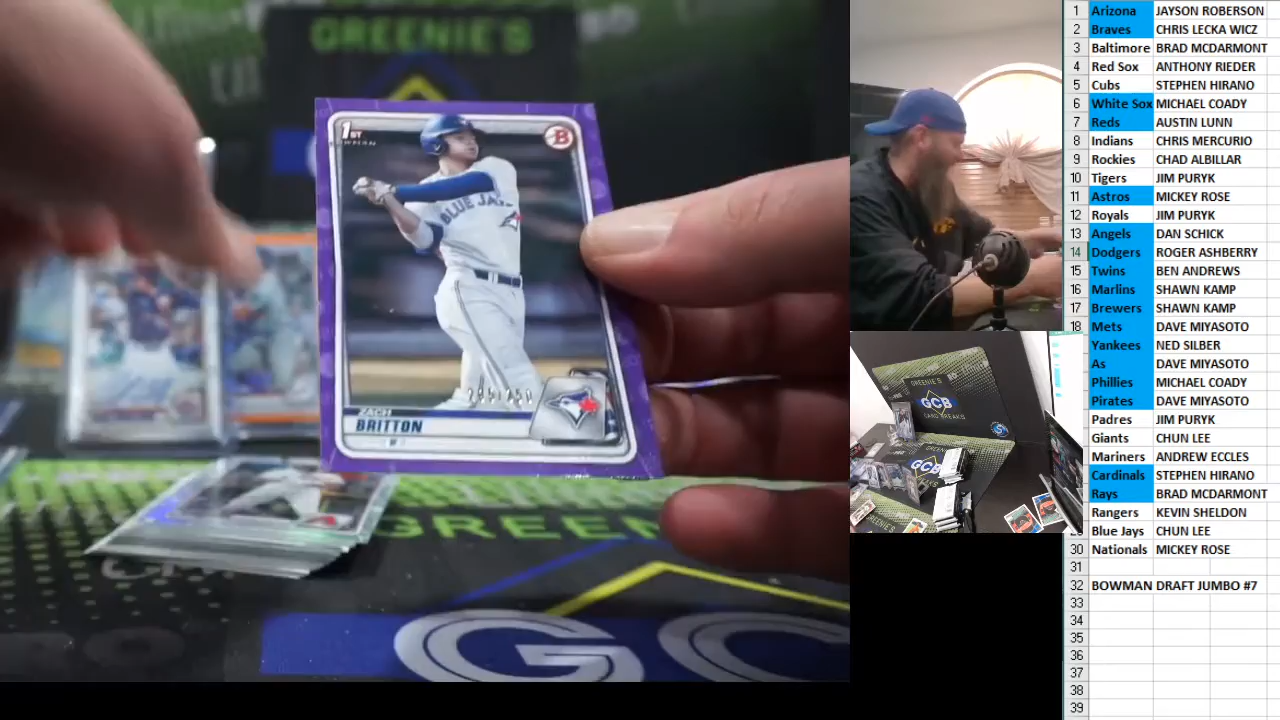 GREENIE'S
1ST
BOWMAN
B
BLUE JAYS
ZACH
BRITTON
GREEN
GC
GREENIE'S
GCB
CARD BREAKS
GCB
1 Arizona JAYSON ROBERSON
2 Braves CHRIS LECKA WICZ
3 Baltimore BRAD MCDARMONT
4 Red Sox ANTHONY RIEDER
5 Cubs STEPHEN HIRANO
6 White Sox MICHAEL COADY
7 Reds AUSTIN LUNN
8 Indians CHRIS MERCURIO
9 Rockies CHAD ALBILLAR
10 Tigers JIM PURYK
11 Astros MICKEY ROSE
12 Royals JIM PURYK
13 Angels DAN SCHICK
14 Dodgers ROGER ASHBERRY
15 Twins BEN ANDREWS
16 Marlins SHAWN KAMP
17 Brewers SHAWN KAMP
18 Mets DAVE MIYASOTO
Yankees NED SILBER
As DAVE MIYASOTO
Phillies MICHAEL COADY
Pirates DAVE MIYASOTO
Padres JIM PURYK
Giants CHUN LEE
Mariners ANDREW ECCLES
Cardinals STEPHEN HIRANO
Rays BRAD MCDARMONT
Rangers KEVIN SHELDON
Blue Jays CHUN LEE
30 Nationals MICKEY ROSE
31
32 BOWMAN DRAFT JUMBO #7
33
34
35
36
37
38
39